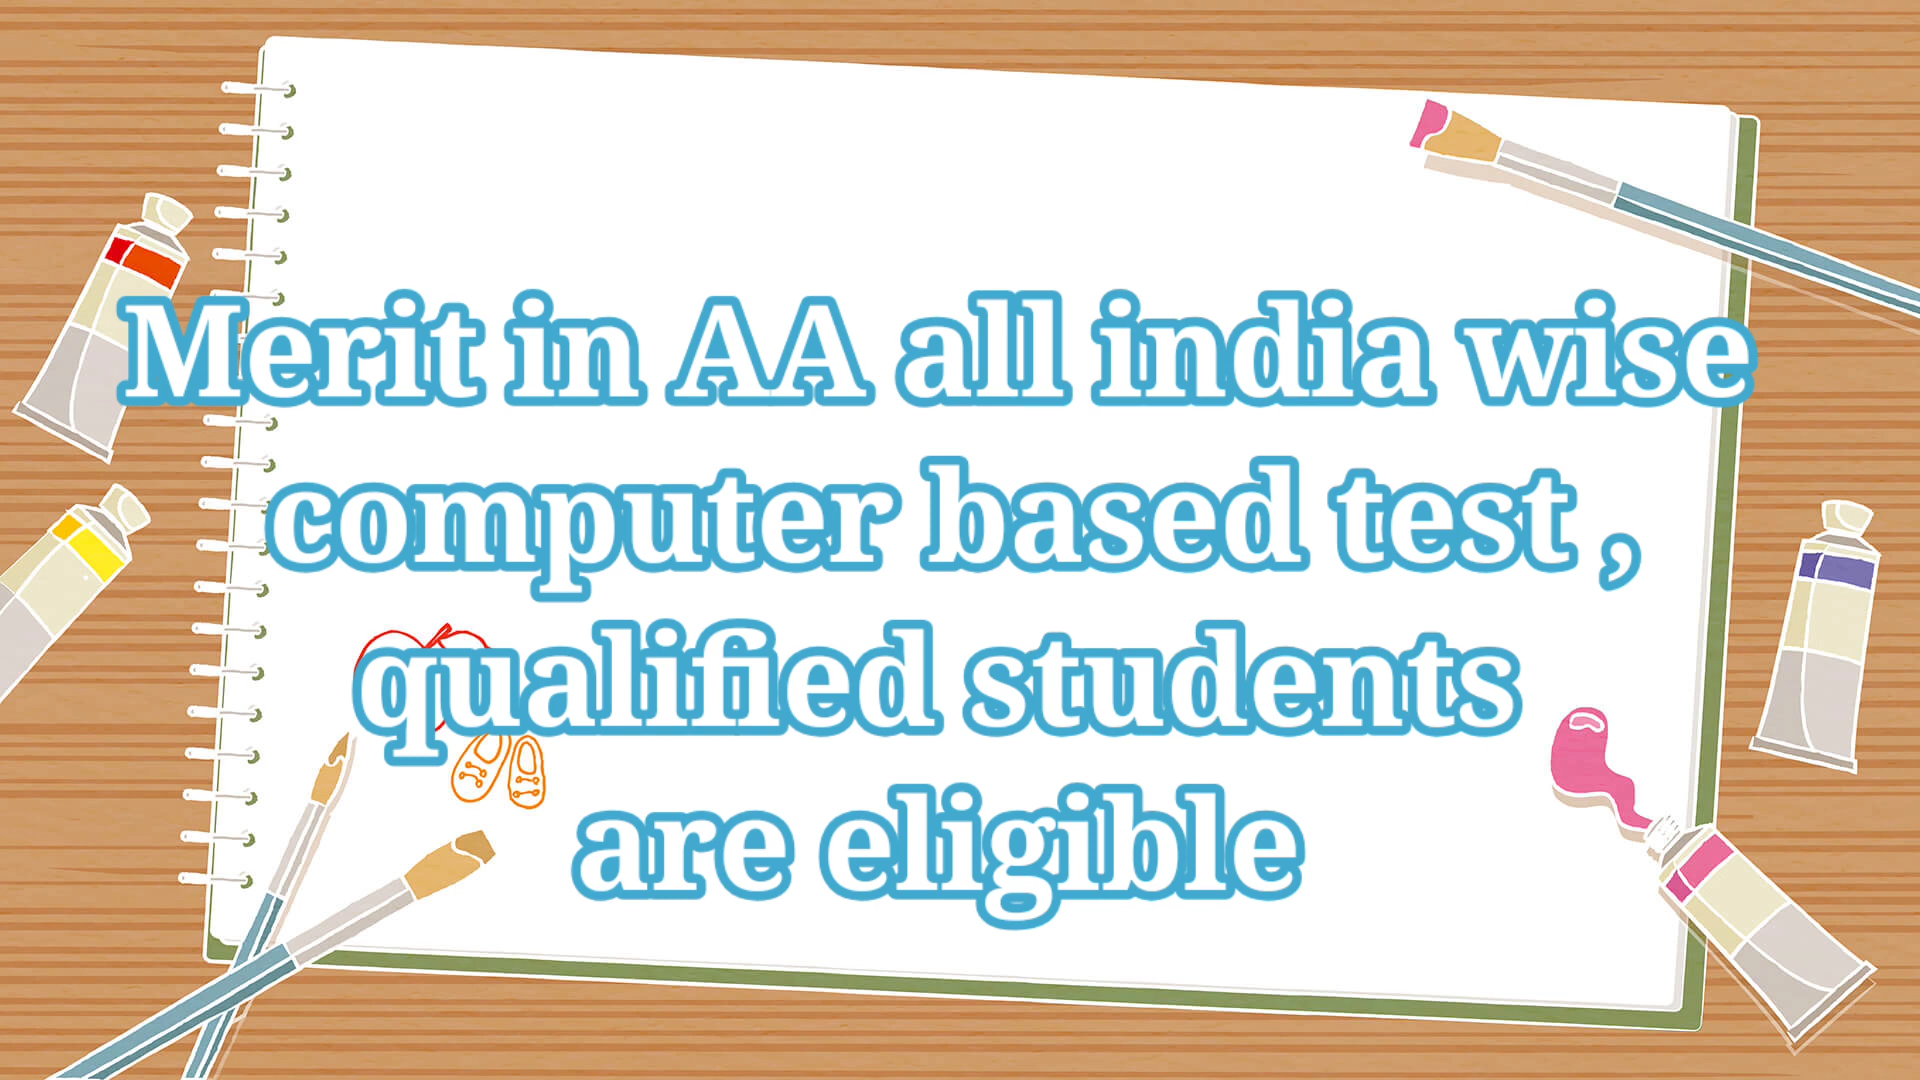 Merit in AA all india wise
computer based test ,
qualified students
are eligible